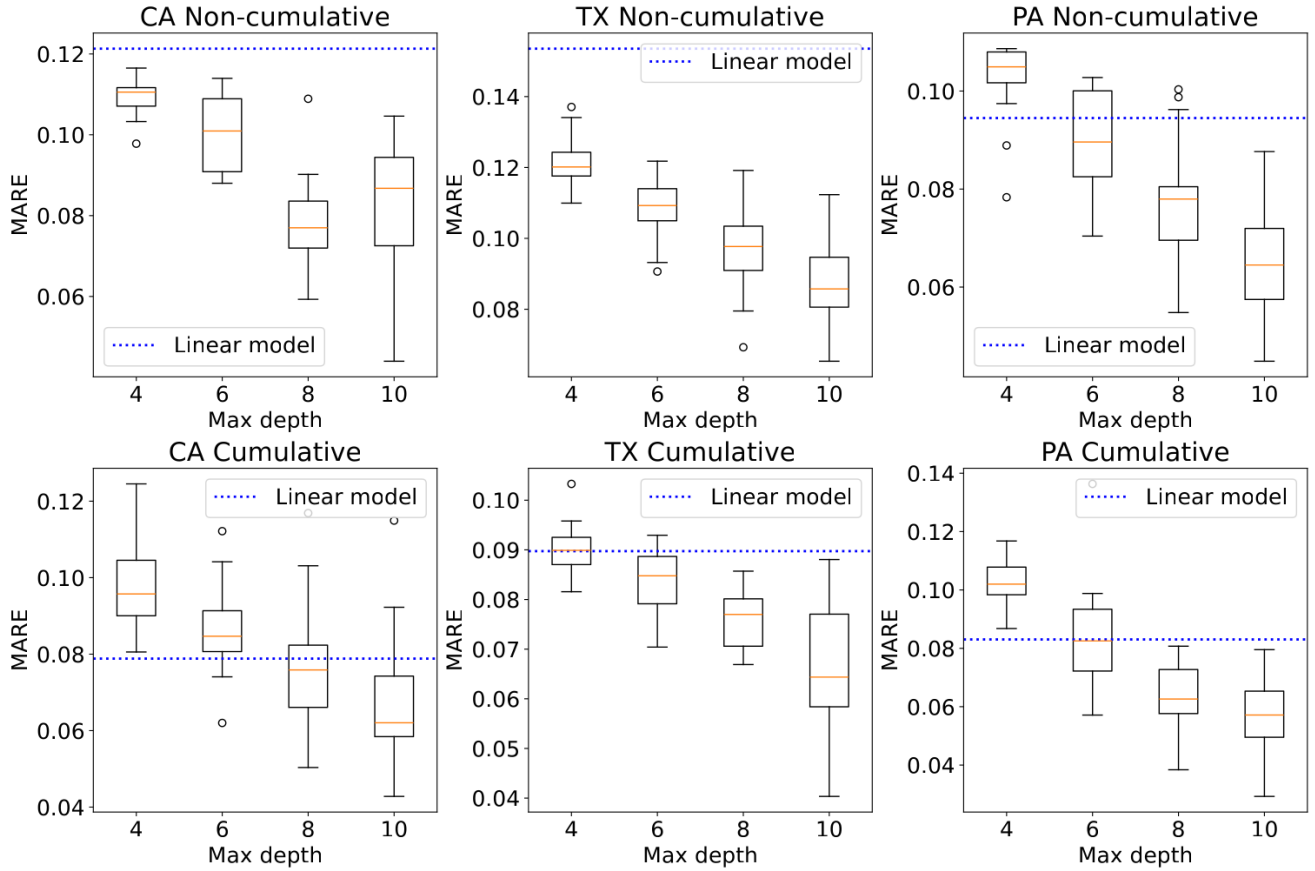 CA Non-cumulative
0.12
0.10
0.08
0.06
MARE
Linear model
4 6 8 10
Max depth
TX Non-cumulative
0.14
0.12
0.10
0.08
MARE
Linear model
4 6 8 10
Max depth
PA Non-cumulative
0.10
0.08
0.06
MARE
Linear model
4 6 8 10
Max depth
CA Cumulative
0.12
0.10
0.08
0.06
0.04
MARE
Linear model
4 6 8 10
Max depth
TX Cumulative
0.10
0.09
0.08
0.07
0.06
0.05
0.04
MARE
Linear model
4 6 8 10
Max depth
PA Cumulative
0.14
0.12
0.10
0.08
0.06
0.04
MARE
Linear model
4 6 8 10
Max depth